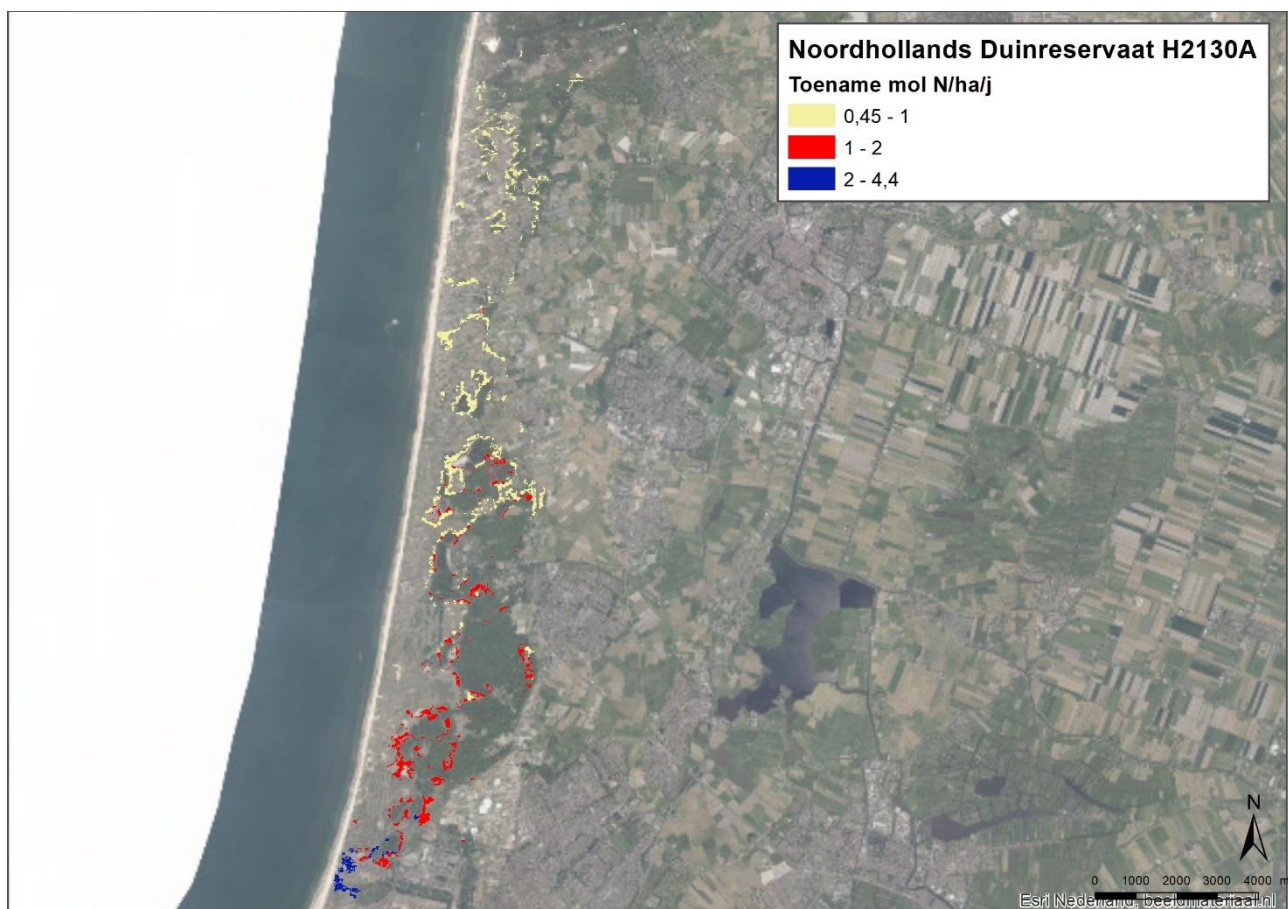 Noordhollands Duinreservaat H2130A
Toename mol N/ha/j
0,45 - 1
1 - 2
2 - 4,4
N
0 1000 2000 3000 4000 m
Esri Nederland, beeldmateriaal.nl